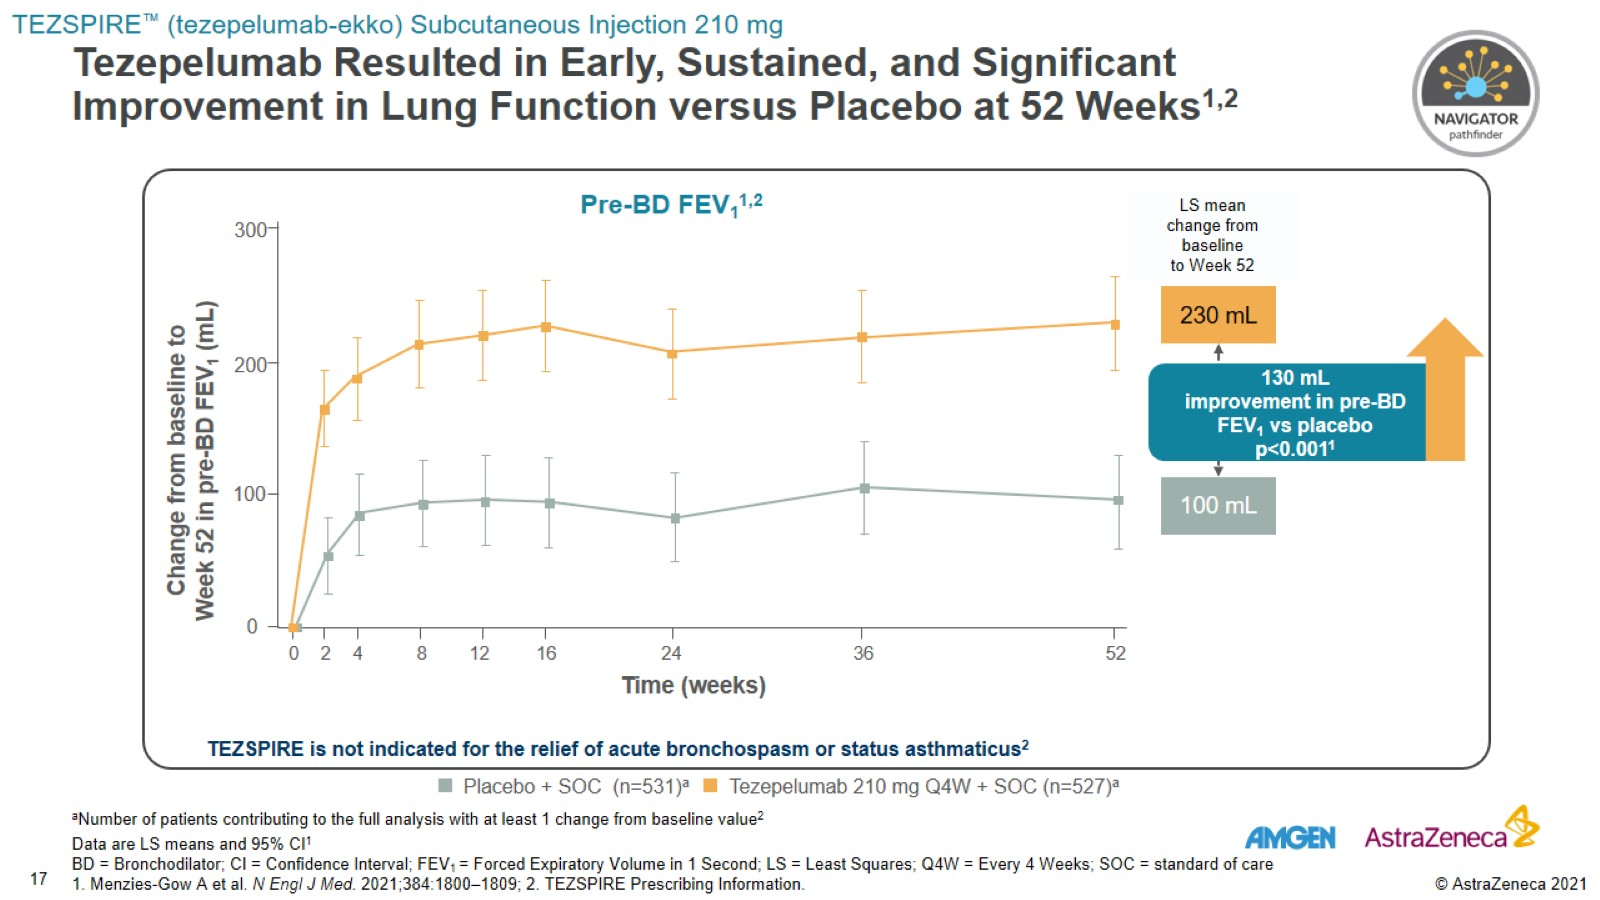 TEZSPIRE™ (tezepelumab-ekko) Subcutaneous Injection 210 mg
Tezepelumab Resulted in Early, Sustained, and Significant
Improvement in Lung Function versus Placebo at 52 Weeks¹,²
NAVIGATOR
pathfinder
Pre-BD FEV₁¹,²
LS mean
change from
baseline
to Week 52
300
200
100
0
Change from baseline to
Week 52 in pre-BD FEV₁ (mL)
230 mL
130 mL
improvement in pre-BD
FEV₁ vs placebo
p<0.001¹
100 mL
0 2 4 8 12 16 24 36 52
Time (weeks)
TEZSPIRE is not indicated for the relief of acute bronchospasm or status asthmaticus²
Placebo + SOC (n=531)ᵃ Tezepelumab 210 mg Q4W + SOC (n=527)ᵃ
ᵃNumber of patients contributing to the full analysis with at least 1 change from baseline value²
Data are LS means and 95% CI¹
BD = Bronchodilator; CI = Confidence Interval; FEV₁ = Forced Expiratory Volume in 1 Second; LS = Least Squares; Q4W = Every 4 Weeks; SOC = standard of care
1. Menzies-Gow A et al. N Engl J Med. 2021;384:1800–1809; 2. TEZSPIRE Prescribing Information.
AMGEN
AstraZeneca
17
© AstraZeneca 2021